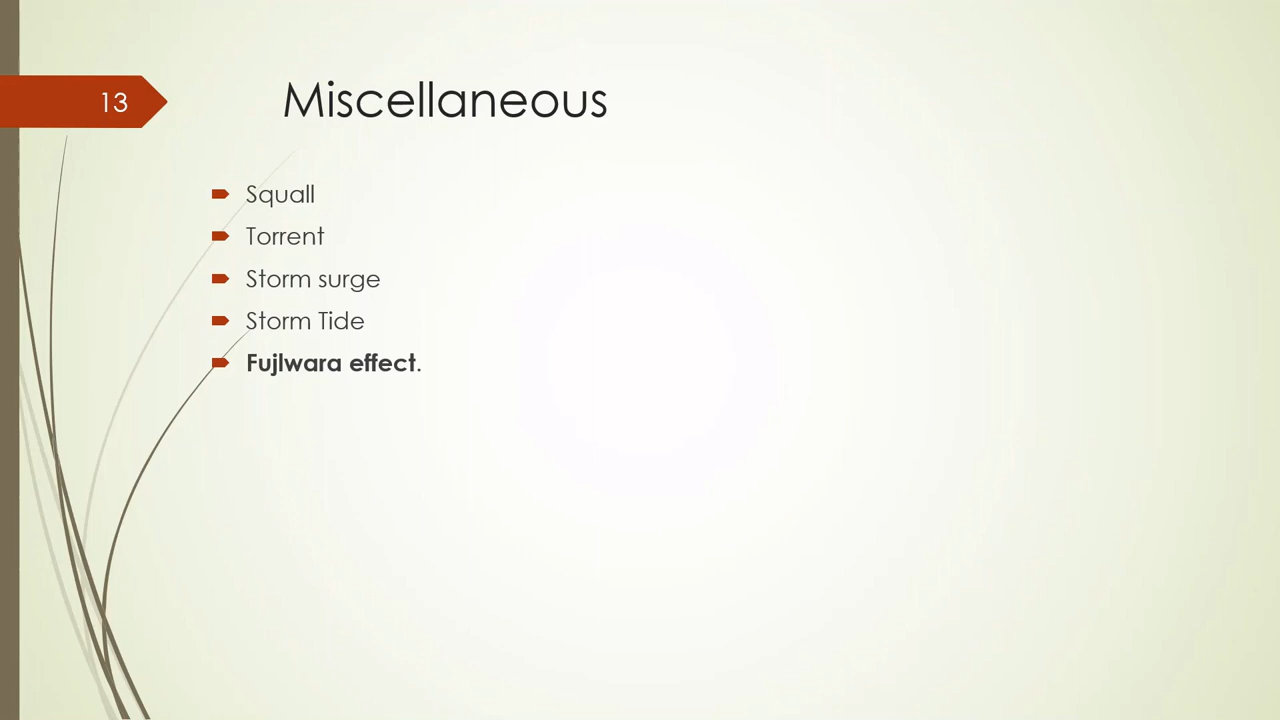 13
Miscellaneous
Squall
Torrent
Storm surge
Storm Tide
Fujlwara effect.